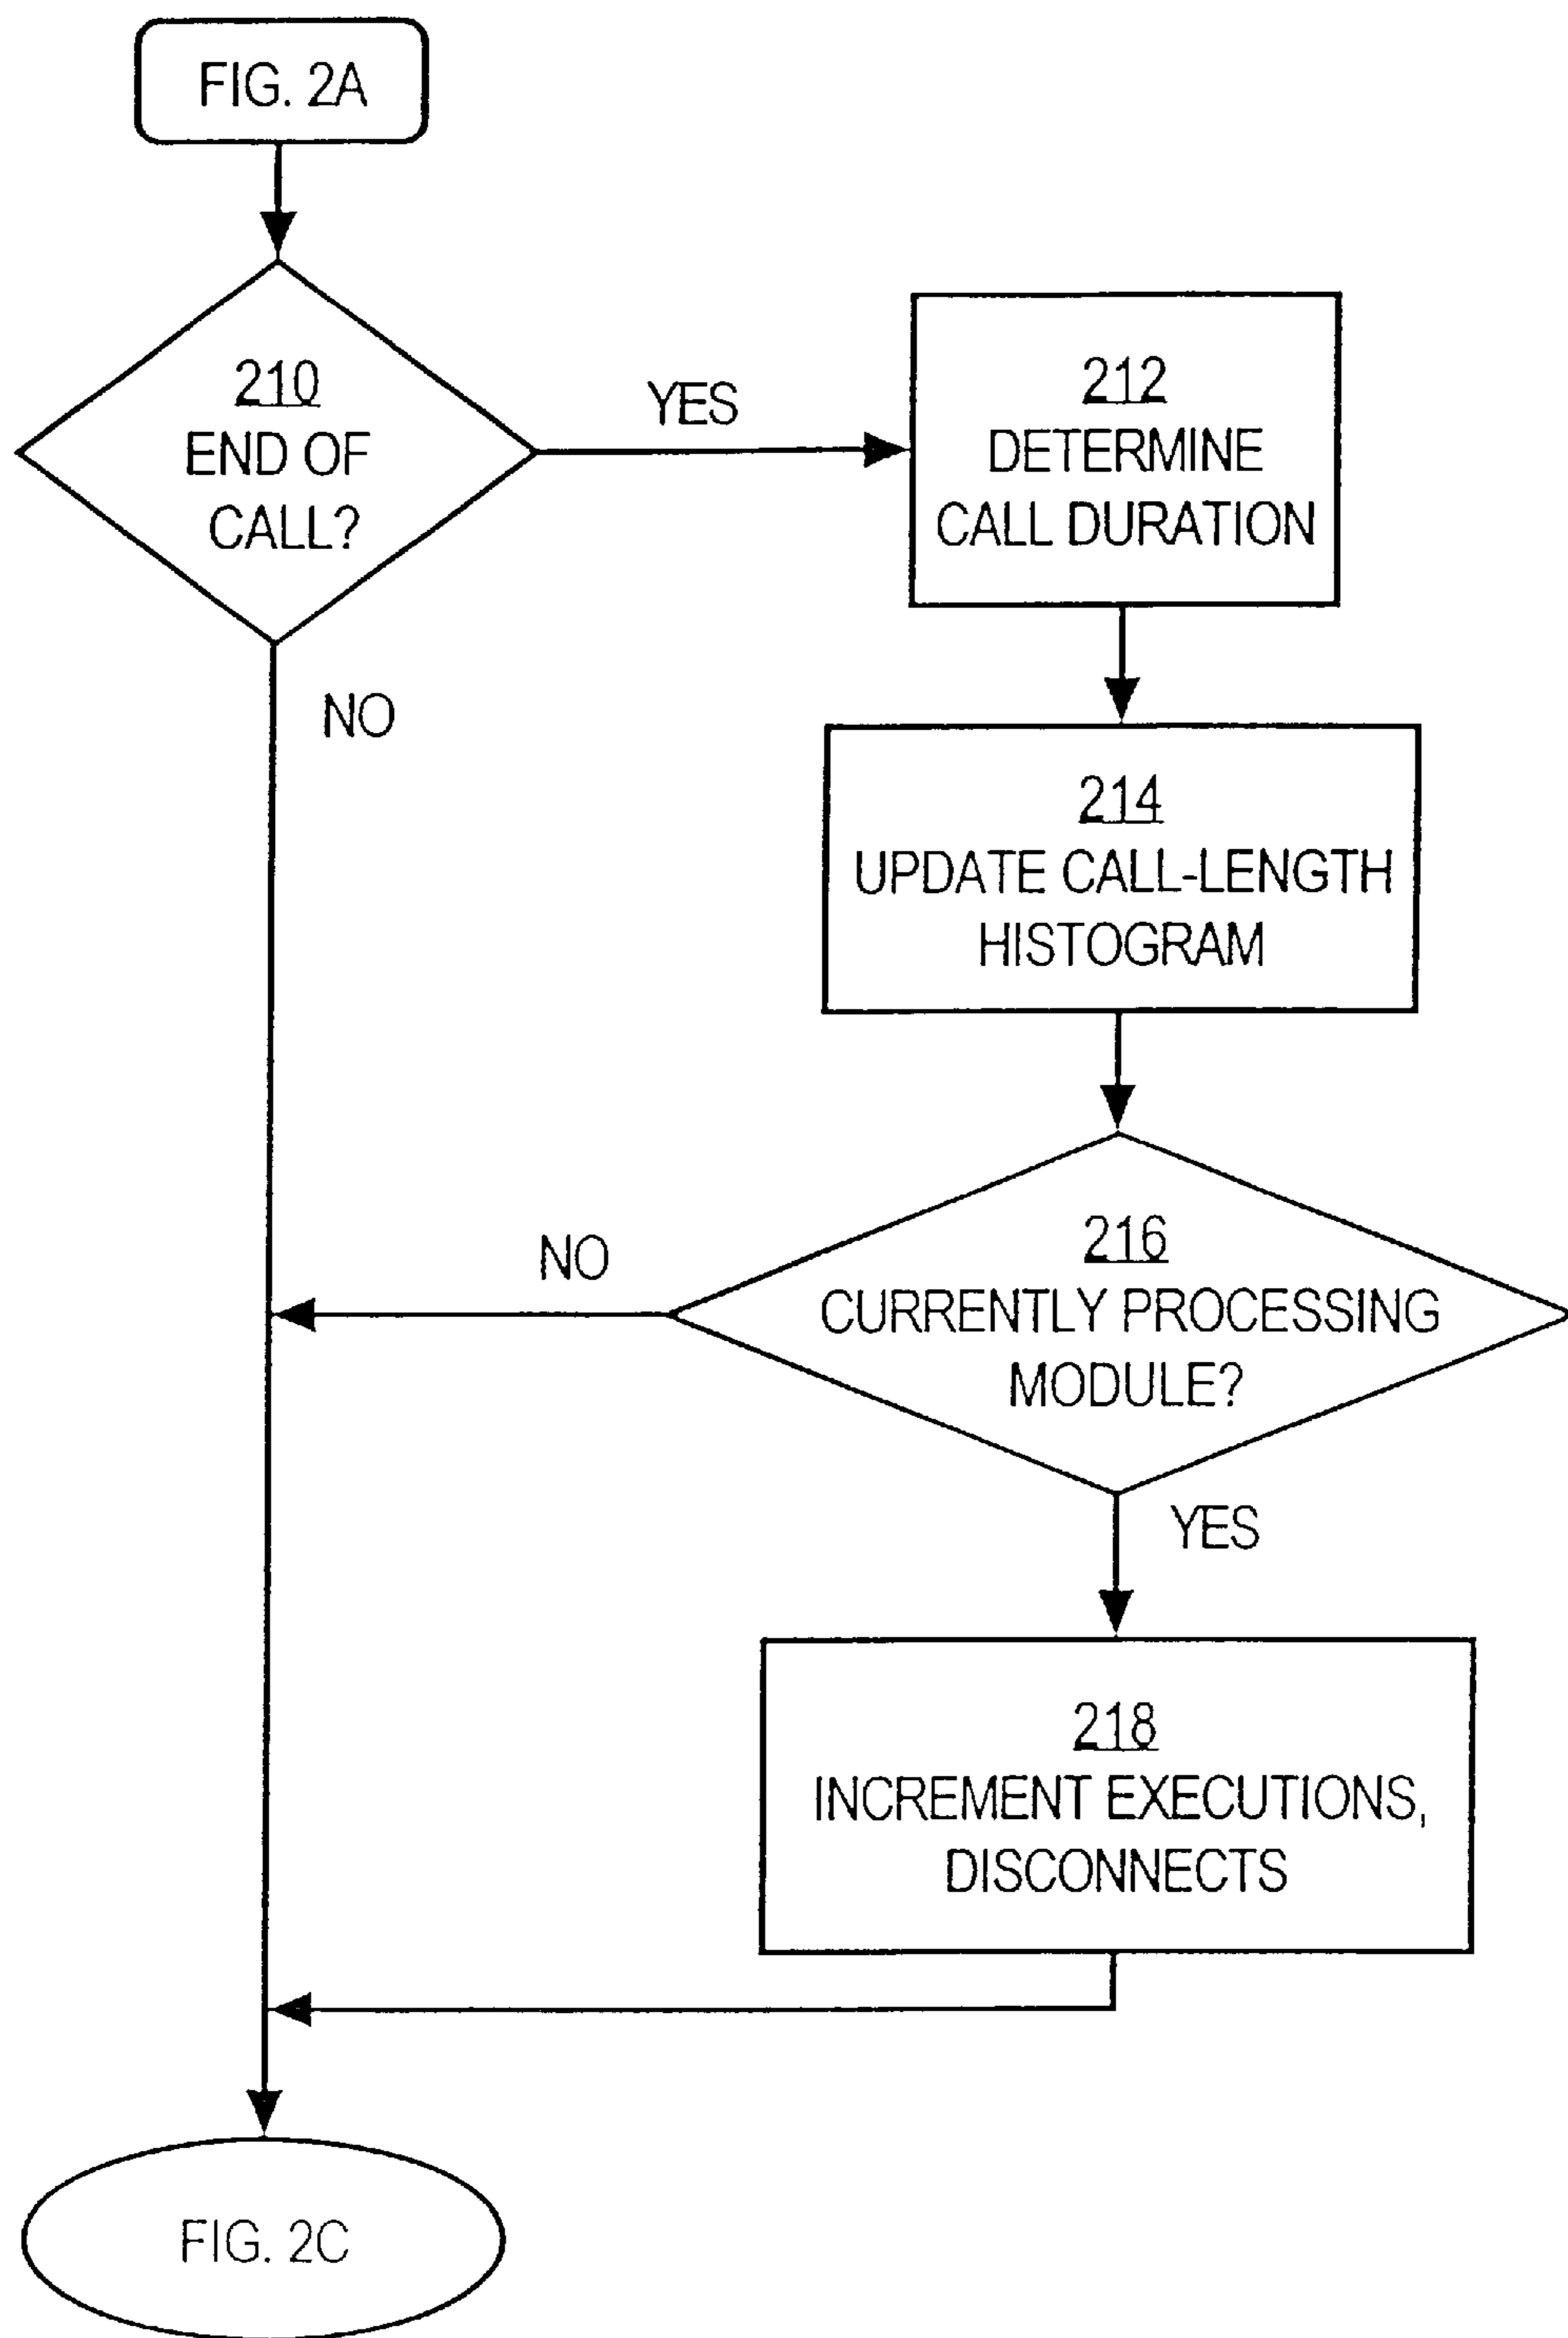 FIG. 2A
210
END OF
CALL?
YES
NO
212
DETERMINE
CALL DURATION
214
UPDATE CALL-LENGTH
HISTOGRAM
216
CURRENTLY PROCESSING
MODULE?
NO
YES
218
INCREMENT EXECUTIONS,
DISCONNECTS
FIG. 2C